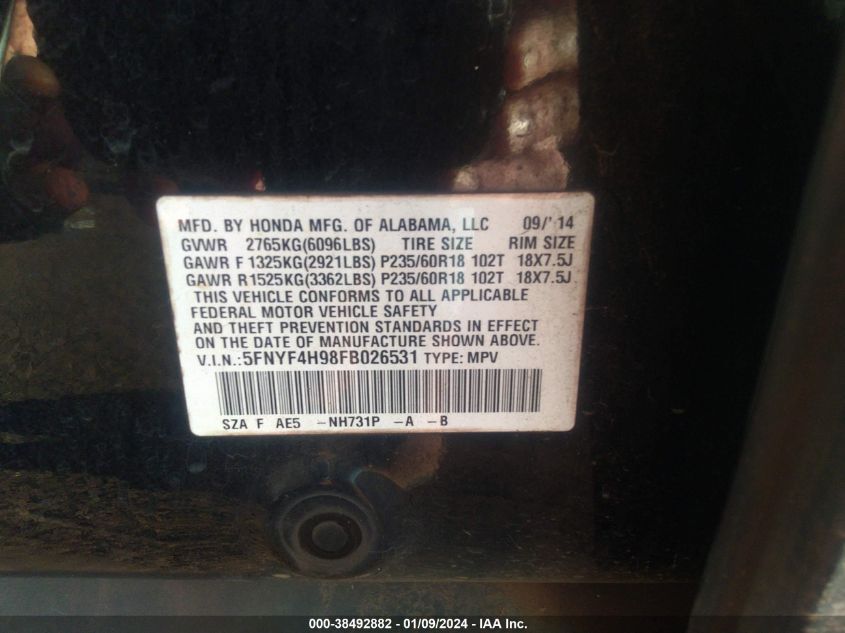 MFD. BY HONDA MFG. OF ALABAMA, LLC 09/'14
GVWR 2765KG(6096LBS) TIRE SIZE RIM SIZE
GAWR F 1325KG(2921LBS) P235/60R18 102T 18X7.5J
GAWR R1525KG(3362LBS) P235/60R18 102T 18X7.5J
THIS VEHICLE CONFORMS TO ALL APPLICABLE
FEDERAL MOTOR VEHICLE SAFETY
AND THEFT PREVENTION STANDARDS IN EFFECT
ON THE DATE OF MANUFACTURE SHOWN ABOVE.
V.I.N.:5FNYF4H98FB026531 TYPE: MPV
SZA F AE5 -NH731P -A -B
000-38492882 - 01/09/2024 - IAA Inc.